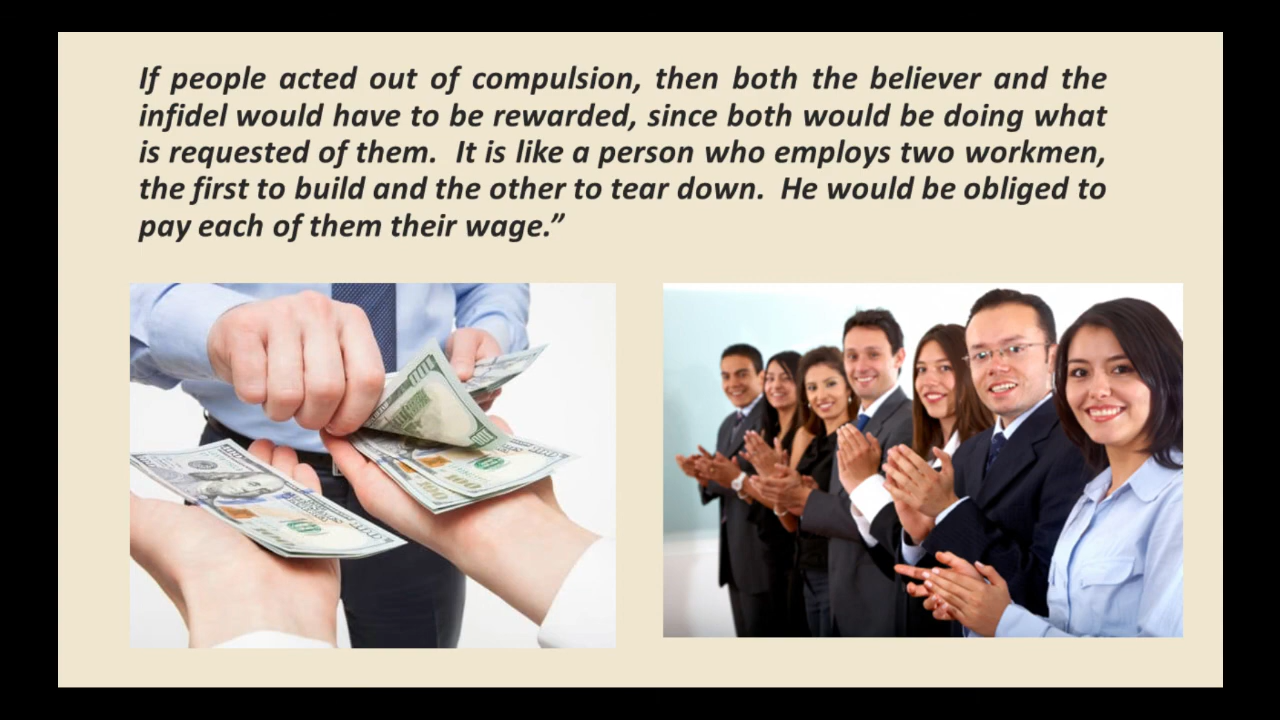 If people acted out of compulsion, then both the believer and the
infidel would have to be rewarded, since both would be doing what
is requested of them.  It is like a person who employs two workmen,
the first to build and the other to tear down.  He would be obliged to
pay each of them their wage.”